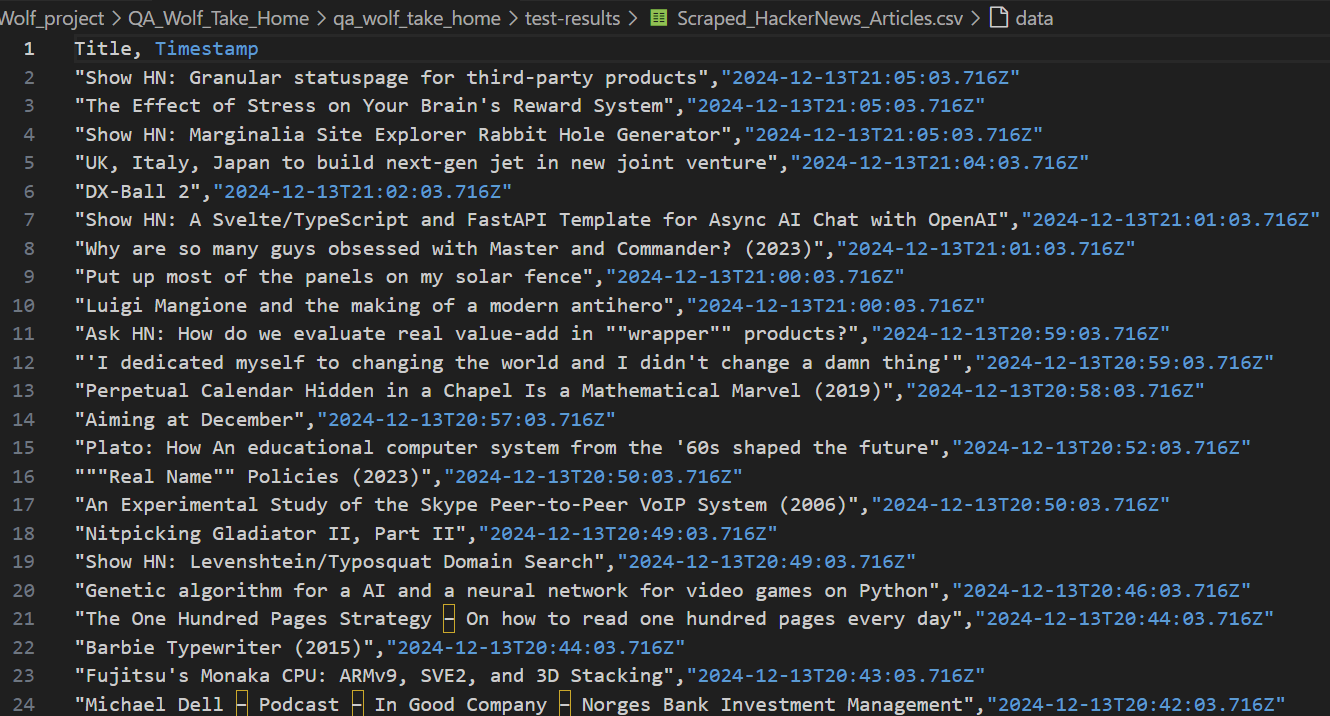 Wolf_project > QA_Wolf_Take_Home > qa_wolf_take_home > test-results > Scraped_HackerNews_Articles.csv > data
1 Title, Timestamp
2 "Show HN: Granular statuspage for third-party products","2024-12-13T21:05:03.716Z"
3 "The Effect of Stress on Your Brain's Reward System","2024-12-13T21:05:03.716Z"
4 "Show HN: Marginalia Site Explorer Rabbit Hole Generator","2024-12-13T21:05:03.716Z"
5 "UK, Italy, Japan to build next-gen jet in new joint venture","2024-12-13T21:04:03.716Z"
6 "DX-Ball 2","2024-12-13T21:02:03.716Z"
7 "Show HN: A Svelte/TypeScript and FastAPI Template for Async AI Chat with OpenAI","2024-12-13T21:01:03.716Z"
8 "Why are so many guys obsessed with Master and Commander? (2023)","2024-12-13T21:01:03.716Z"
9 "Put up most of the panels on my solar fence","2024-12-13T21:00:03.716Z"
10 "Luigi Mangione and the making of a modern antihero","2024-12-13T21:00:03.716Z"
11 "Ask HN: How do we evaluate real value-add in ""wrapper"" products?","2024-12-13T20:59:03.716Z"
12 "'I dedicated myself to changing the world and I didn't change a damn thing'","2024-12-13T20:59:03.716Z"
13 "Perpetual Calendar Hidden in a Chapel Is a Mathematical Marvel (2019)","2024-12-13T20:58:03.716Z"
14 "Aiming at December","2024-12-13T20:57:03.716Z"
15 "Plato: How An educational computer system from the '60s shaped the future","2024-12-13T20:52:03.716Z"
16 """Real Name"" Policies (2023)","2024-12-13T20:50:03.716Z"
17 "An Experimental Study of the Skype Peer-to-Peer VoIP System (2006)","2024-12-13T20:50:03.716Z"
18 "Nitpicking Gladiator II, Part II","2024-12-13T20:49:03.716Z"
19 "Show HN: Levenshtein/Typosquat Domain Search","2024-12-13T20:49:03.716Z"
20 "Genetic algorithm for a AI and a neural network for video games on Python","2024-12-13T20:46:03.716Z"
21 "The One Hundred Pages Strategy – On how to read one hundred pages every day","2024-12-13T20:44:03.716Z"
22 "Barbie Typewriter (2015)","2024-12-13T20:44:03.716Z"
23 "Fujitsu's Monaka CPU: ARMv9, SVE2, and 3D Stacking","2024-12-13T20:43:03.716Z"
24 "Michael Dell – Podcast – In Good Company – Norges Bank Investment Management","2024-12-13T20:42:03.716Z"